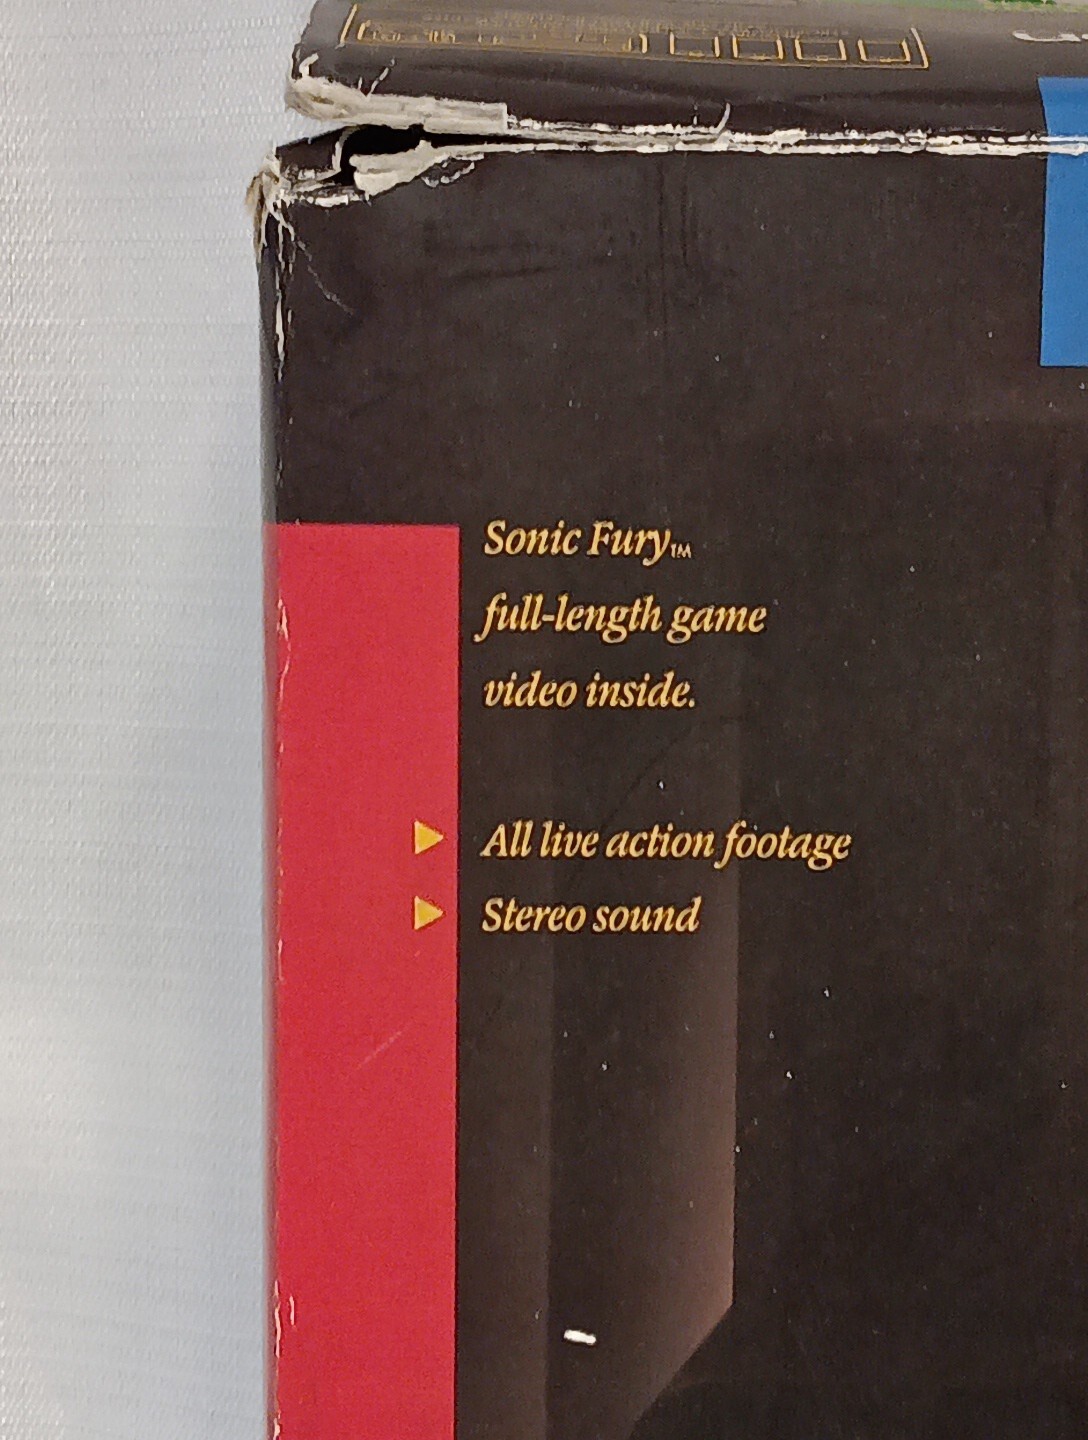 Sonic Fury™
full-length game
video inside.
All live action footage
Stereo sound